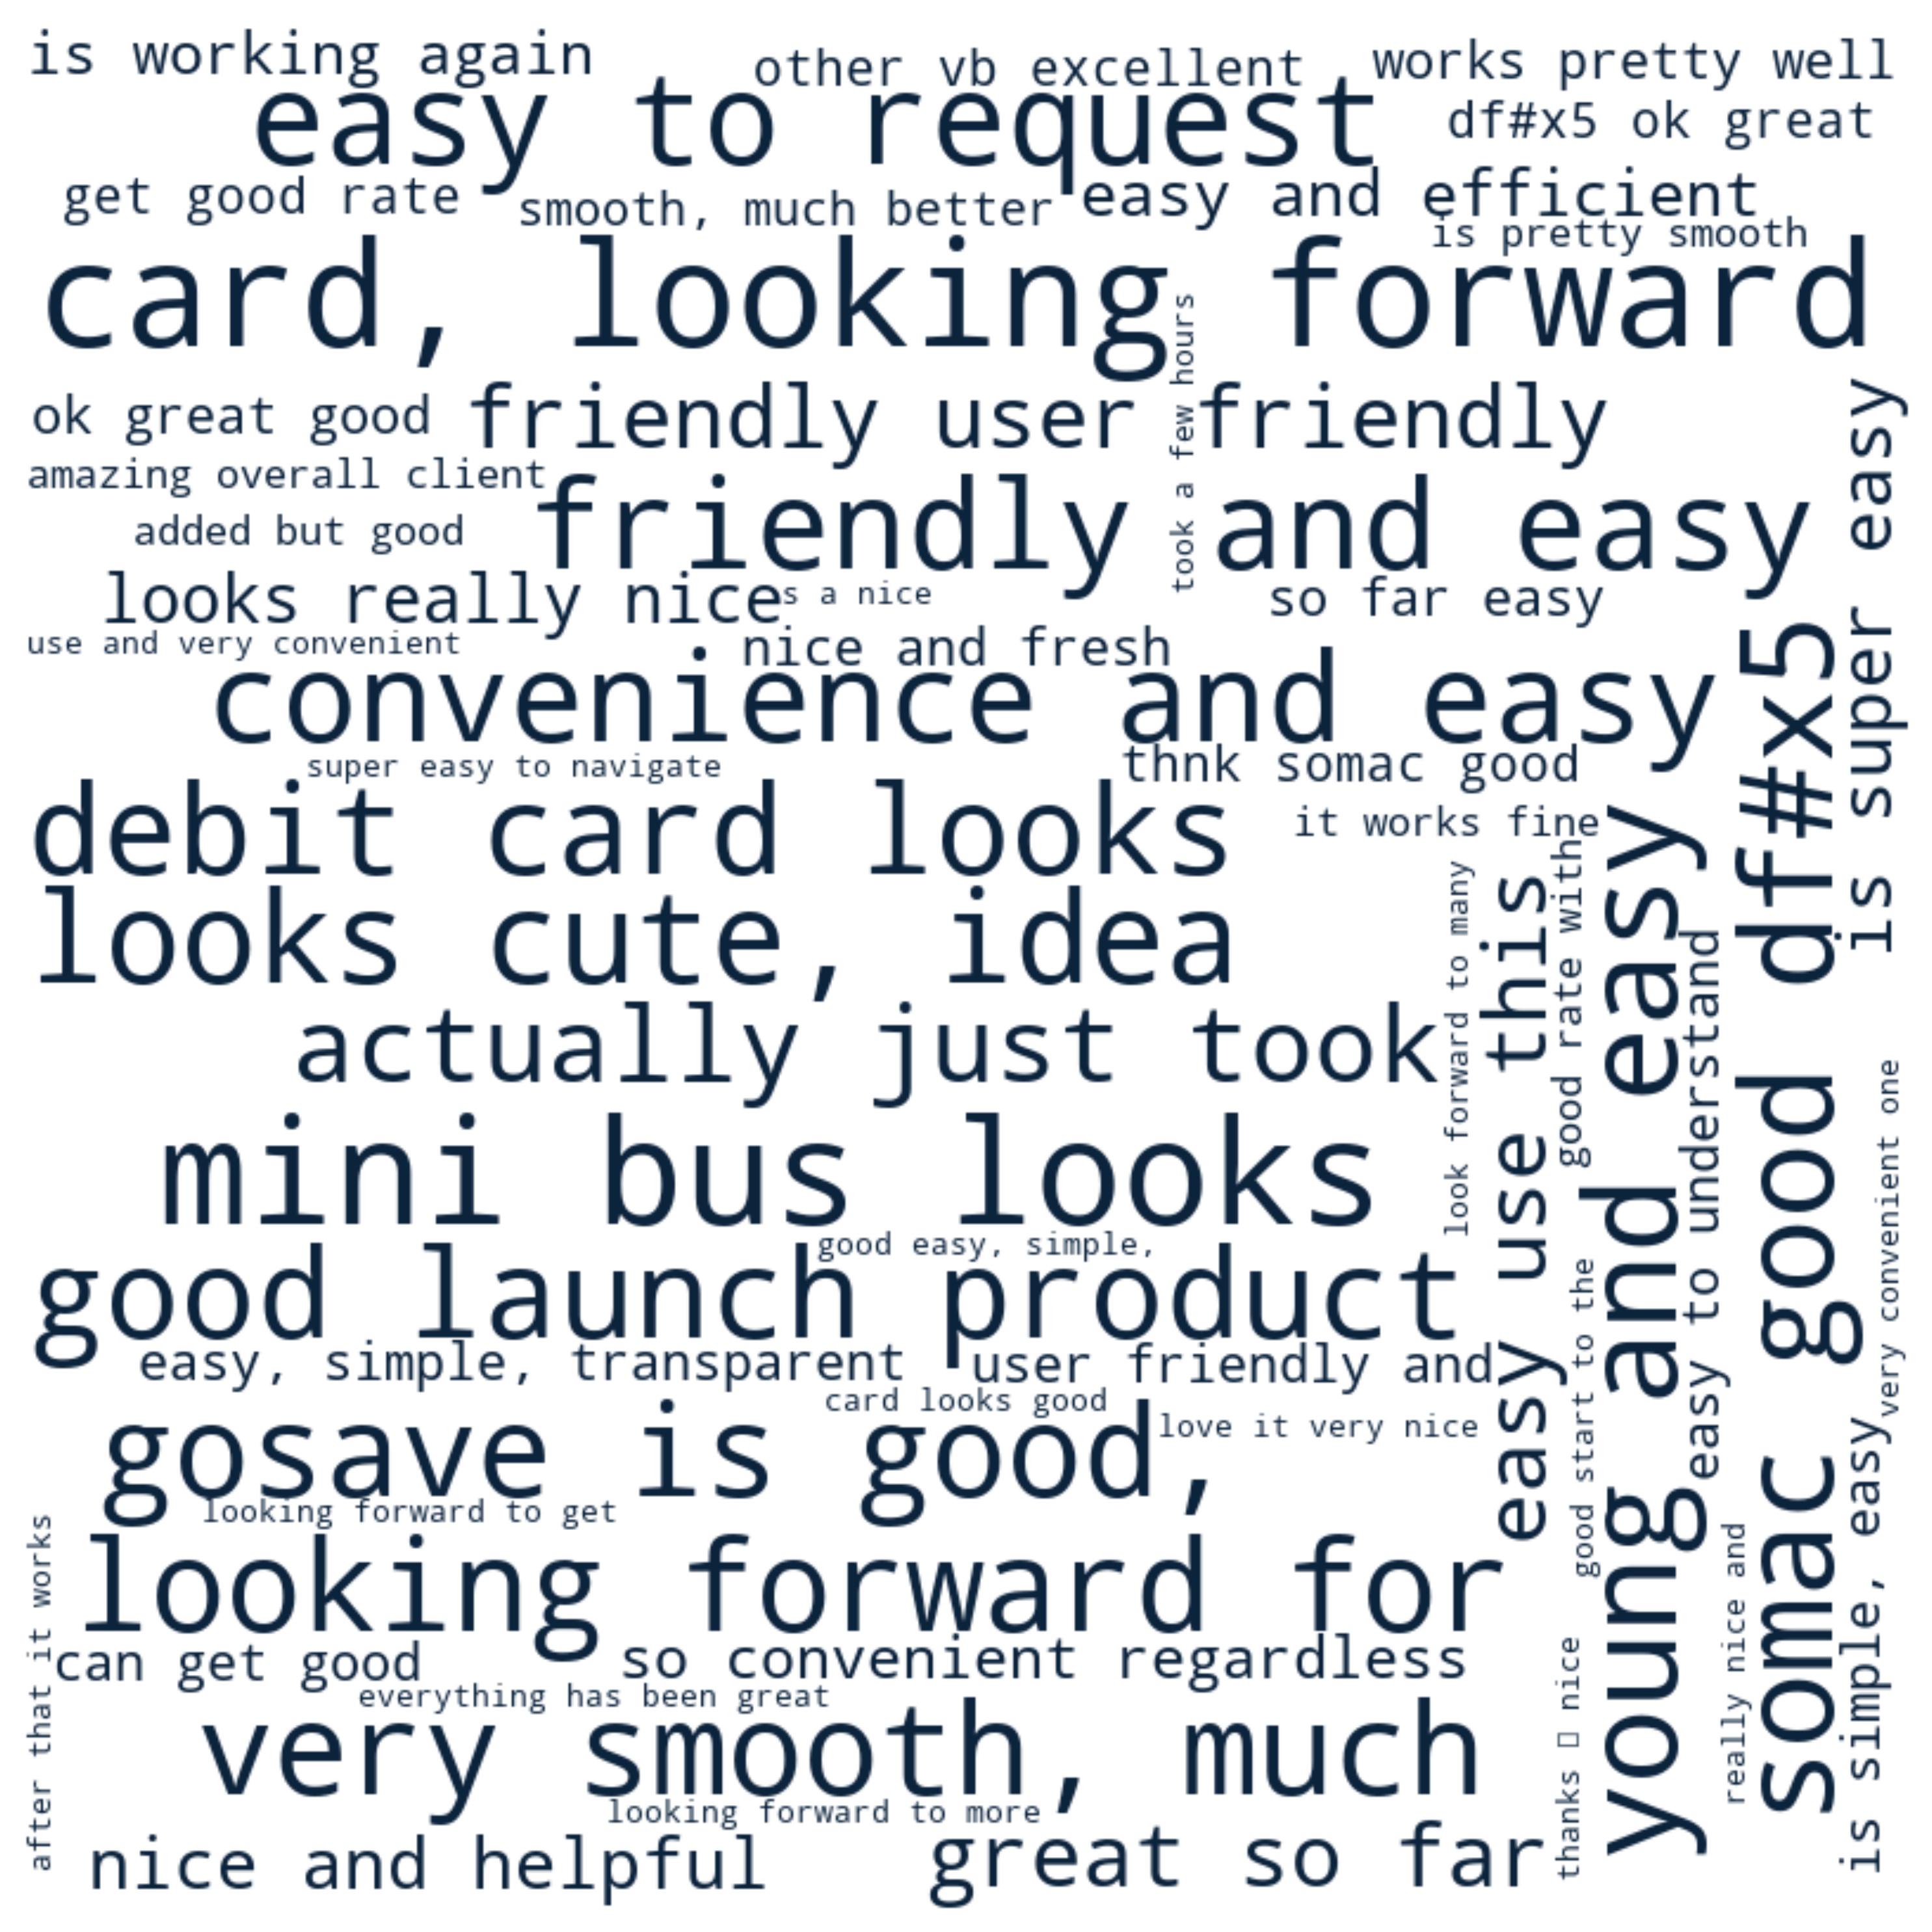 is working again
other vb excellent
works pretty well
easy to request
df#x5 ok great
get good rate
smooth, much better
easy and efficient
is pretty smooth
card, looking forward
took a few hours
ok great good
friendly user friendly
is super easy
amazing overall client
friendly and easy
added but good
looks really nice
s a nice
so far easy
use and very convenient
nice and fresh
convenience and easy
super easy to navigate
thnk somac good
debit card looks
it works fine
looks cute, idea
look forward to many
easy use this
good rate with
young and easy
easy to understand
somac good df#x5
actually just took
mini bus looks
very convenient one
good easy, simple,
good launch product
good start to the
easy, simple, transparent
user friendly and
card looks good
gosave is good,
love it very nice
looking forward to get
is simple, easy
after that it works
looking forward for
really nice and
can get good
so convenient regardless
thanks □ nice
everything has been great
very smooth, much
looking forward to more
nice and helpful
great so far